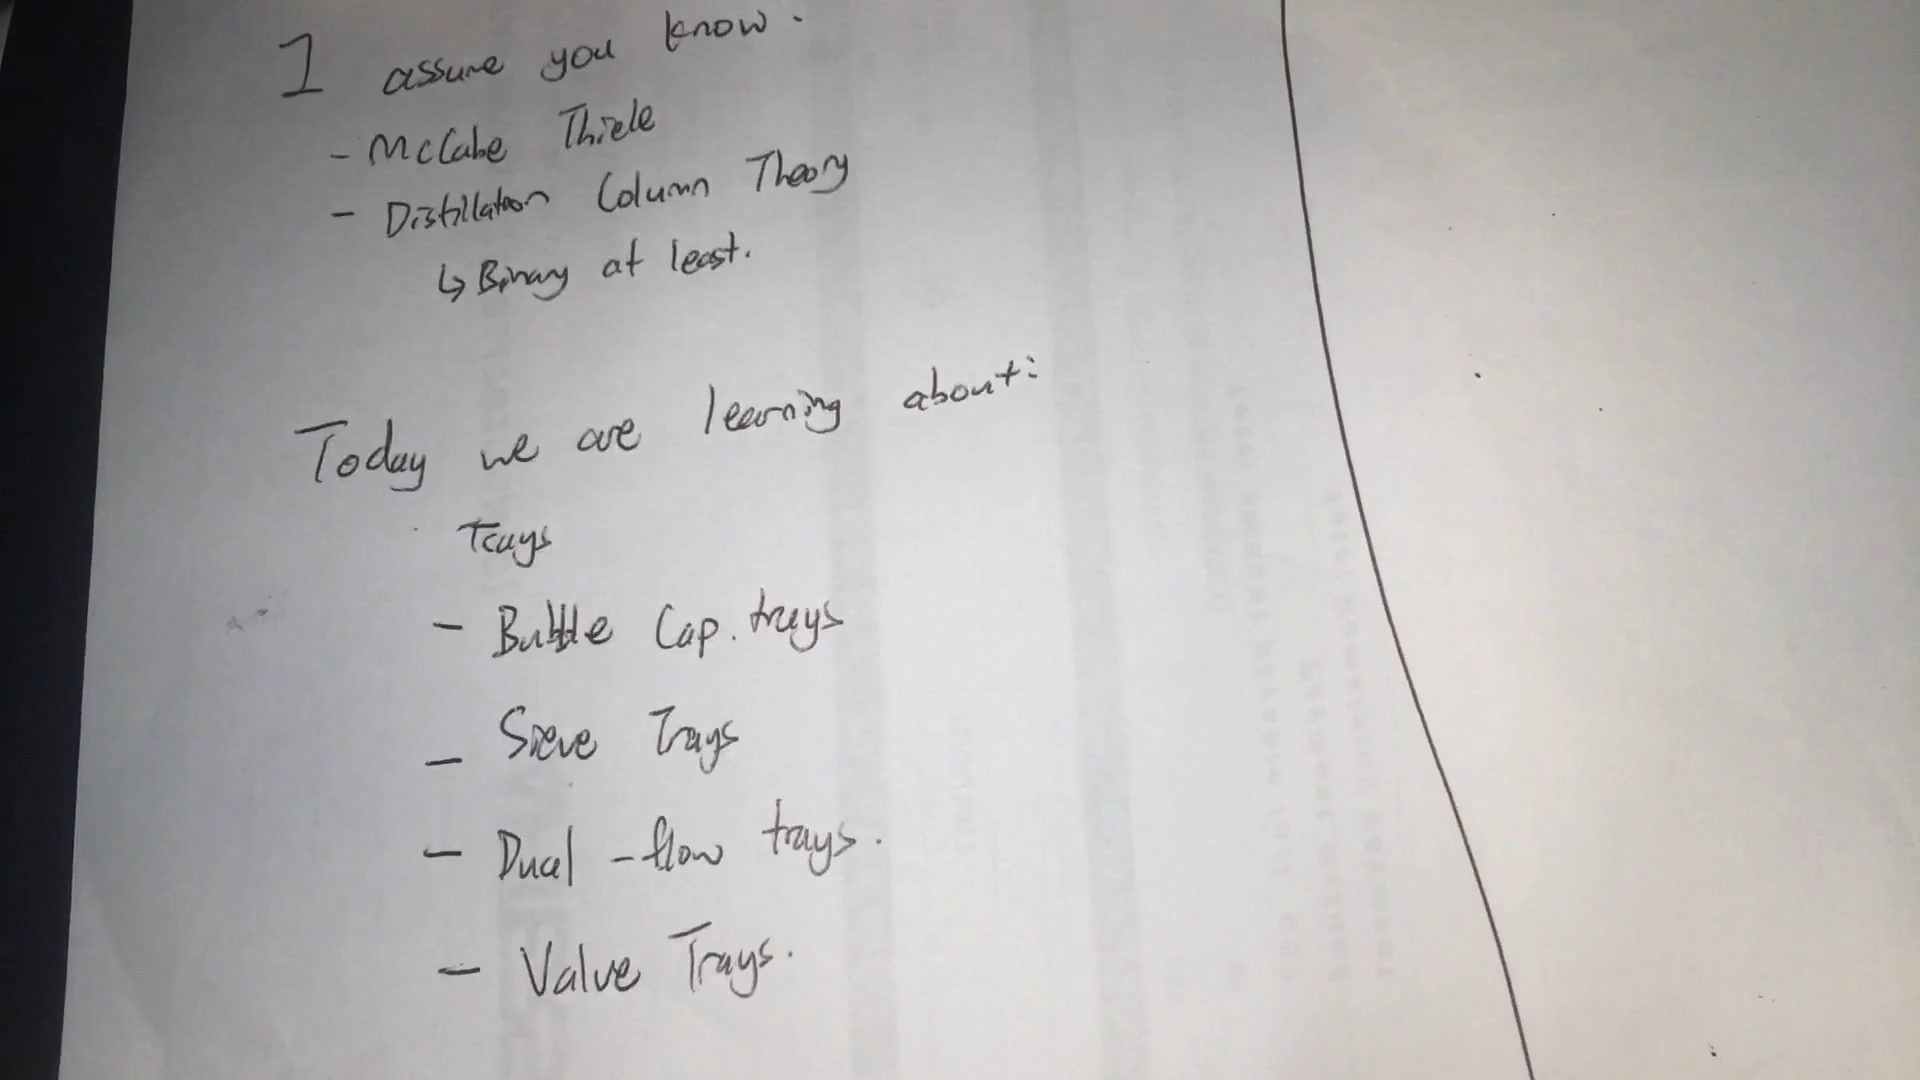 I assume you know.
- McCabe Thiele
- Distillation Column Theory
↳ Binary at least.
Today we are learning about:
Trays
- Bubble Cap. trays
- Sieve Trays
- Dual-flow trays.
- Valve Trays.